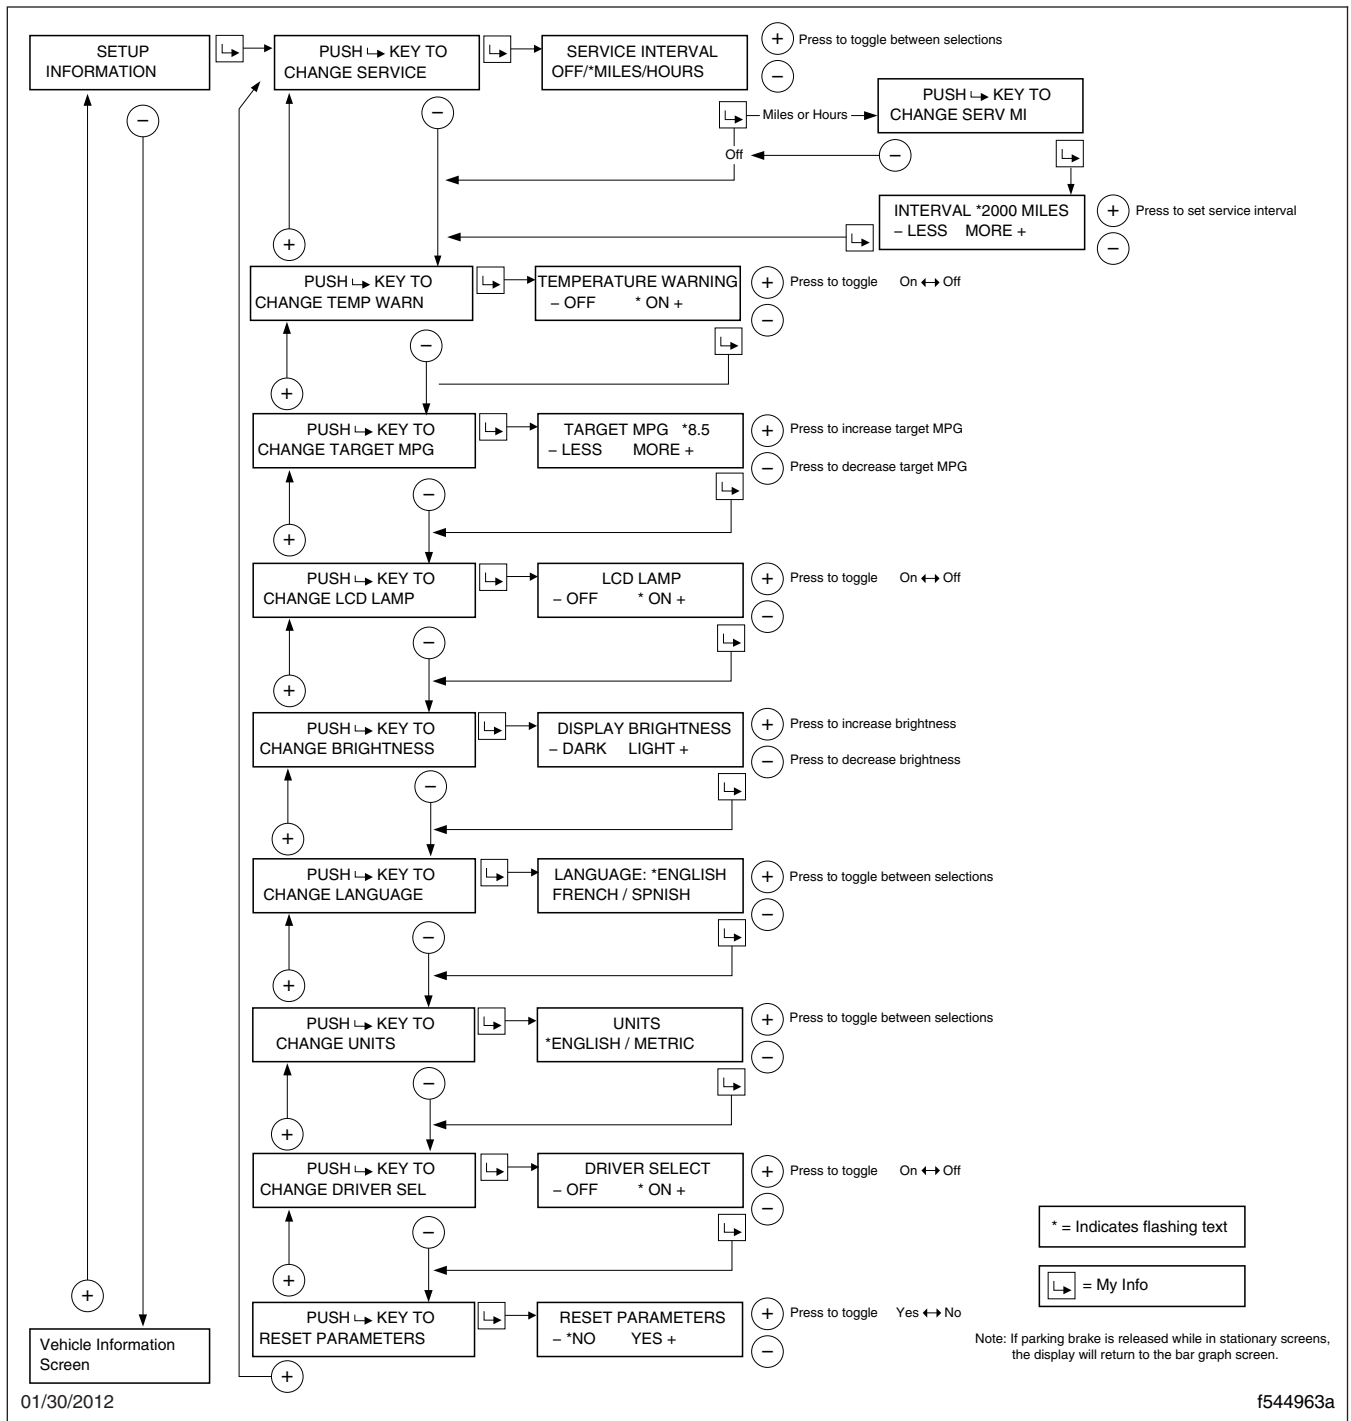 SETUP
INFORMATION
PUSH KEY TO
CHANGE SERVICE
SERVICE INTERVAL
OFF/*MILES/HOURS
+
Press to toggle between selections
−
−
−
Miles or Hours
PUSH KEY TO
CHANGE SERV MI
Off
−
INTERVAL *2000 MILES
– LESS MORE +
+
Press to set service interval
−
+
PUSH KEY TO
CHANGE TEMP WARN
TEMPERATURE WARNING
– OFF * ON +
+
Press to toggle On ↔ Off
−
−
+
PUSH KEY TO
CHANGE TARGET MPG
TARGET MPG *8.5
– LESS MORE +
+
Press to increase target MPG
−
Press to decrease target MPG
−
+
PUSH KEY TO
CHANGE LCD LAMP
LCD LAMP
– OFF * ON +
+
Press to toggle On ↔ Off
−
−
+
PUSH KEY TO
CHANGE BRIGHTNESS
DISPLAY BRIGHTNESS
– DARK LIGHT +
+
Press to increase brightness
−
Press to decrease brightness
−
+
PUSH KEY TO
CHANGE LANGUAGE
LANGUAGE: *ENGLISH
FRENCH / SPNISH
+
Press to toggle between selections
−
−
+
PUSH KEY TO
CHANGE UNITS
UNITS
*ENGLISH / METRIC
+
Press to toggle between selections
−
−
+
PUSH KEY TO
CHANGE DRIVER SEL
DRIVER SELECT
– OFF * ON +
+
Press to toggle On ↔ Off
−
−
+
PUSH KEY TO
RESET PARAMETERS
RESET PARAMETERS
– *NO YES +
+
Press to toggle Yes ↔ No
−
+
+
Vehicle Information
Screen
* = Indicates flashing text
= My Info
Note: If parking brake is released while in stationary screens,
the display will return to the bar graph screen.
01/30/2012
f544963a